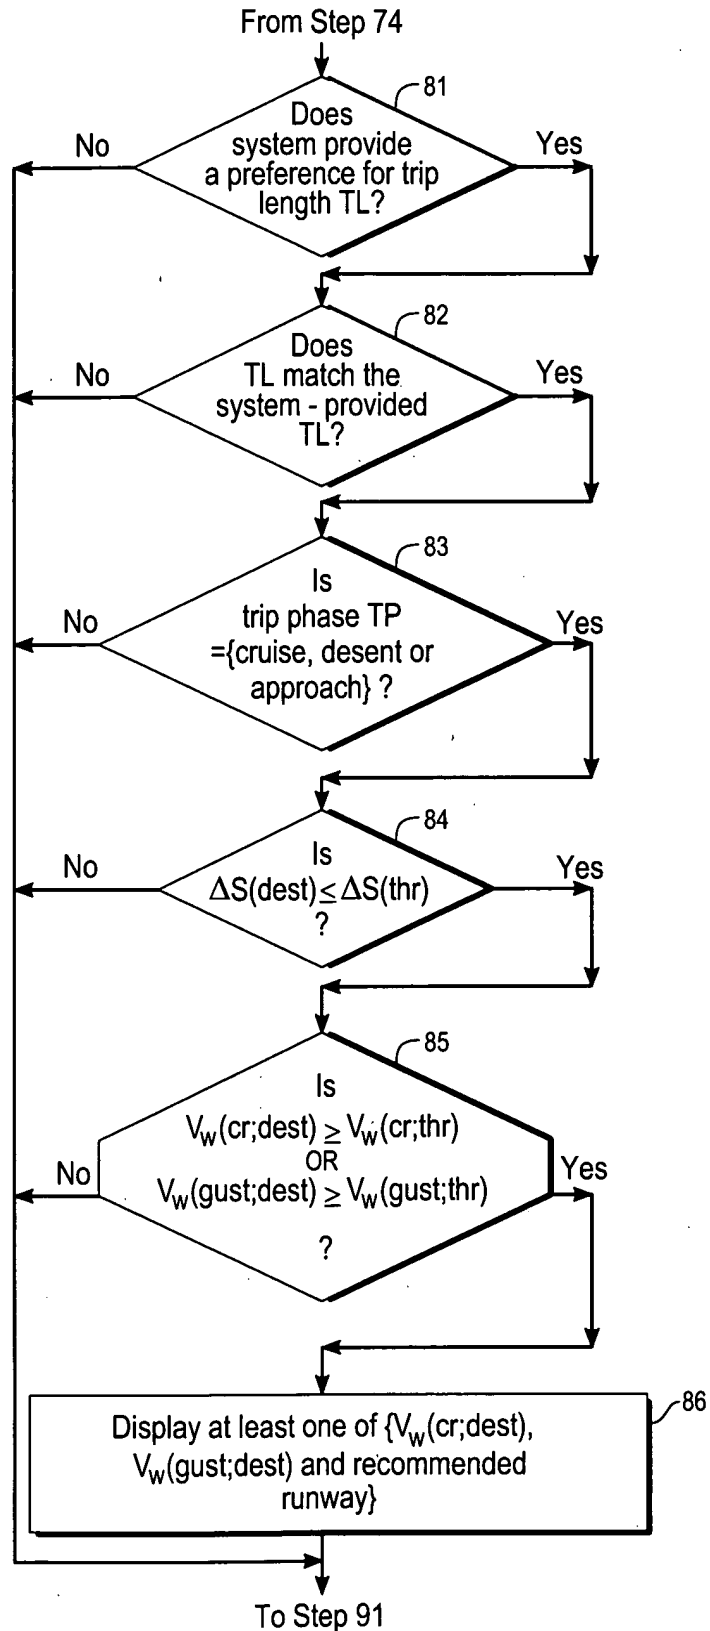 From Step 74
81
Does
system provide
a preference for trip
length TL?
No
Yes
82
Does
TL match the
system - provided
TL?
No
Yes
83
Is
trip phase TP
={cruise, desent or
approach} ?
No
Yes
84
Is
ΔS(dest)≤ΔS(thr)
?
No
Yes
85
Is
Vw(cr;dest) ≥ Vw(cr;thr)
OR
Vw(gust;dest) ≥ Vw(gust;thr)
?
No
Yes
86
Display at least one of {Vw(cr;dest),
Vw(gust;dest) and recommended
runway}
To Step 91